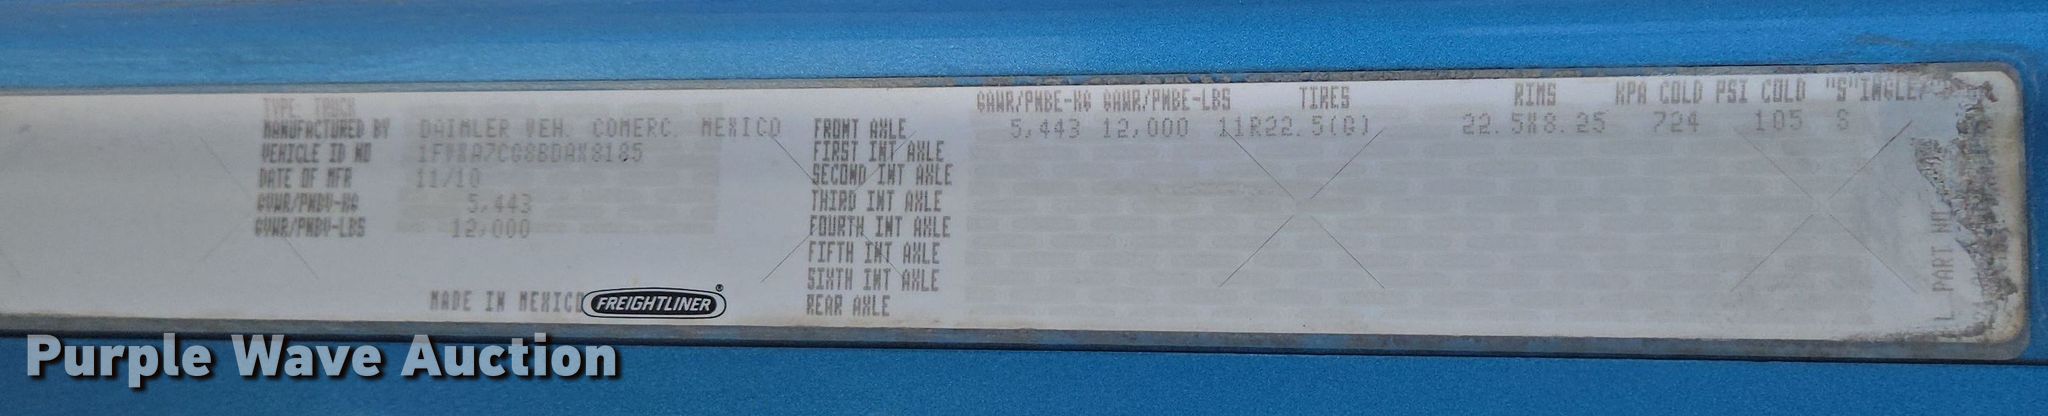 TYPE: TRUCK
MANUFACTURED BY DAIMLER VEH. COMERC. MEXICO
VEHICLE ID NO 1FVXA7CG8BDAX8185
DATE OF MFR 11/10
GVWR/PNBV-KG 5,443
GVWR/PNBV-LBS 12,000
MADE IN MEXICO FREIGHTLINER®
GAWR/PNBE-KG GAWR/PNBE-LBS TIRES RIMS KPA COLD PSI COLD "S"INGLE/
FRONT AXLE 5,443 12,000 11R22.5(G) 22.5X8.25 724 105 S
FIRST INT AXLE
SECOND INT AXLE
THIRD INT AXLE
FOURTH INT AXLE
FIFTH INT AXLE
SIXTH INT AXLE
REAR AXLE
L PART NO.
Purple Wave Auction